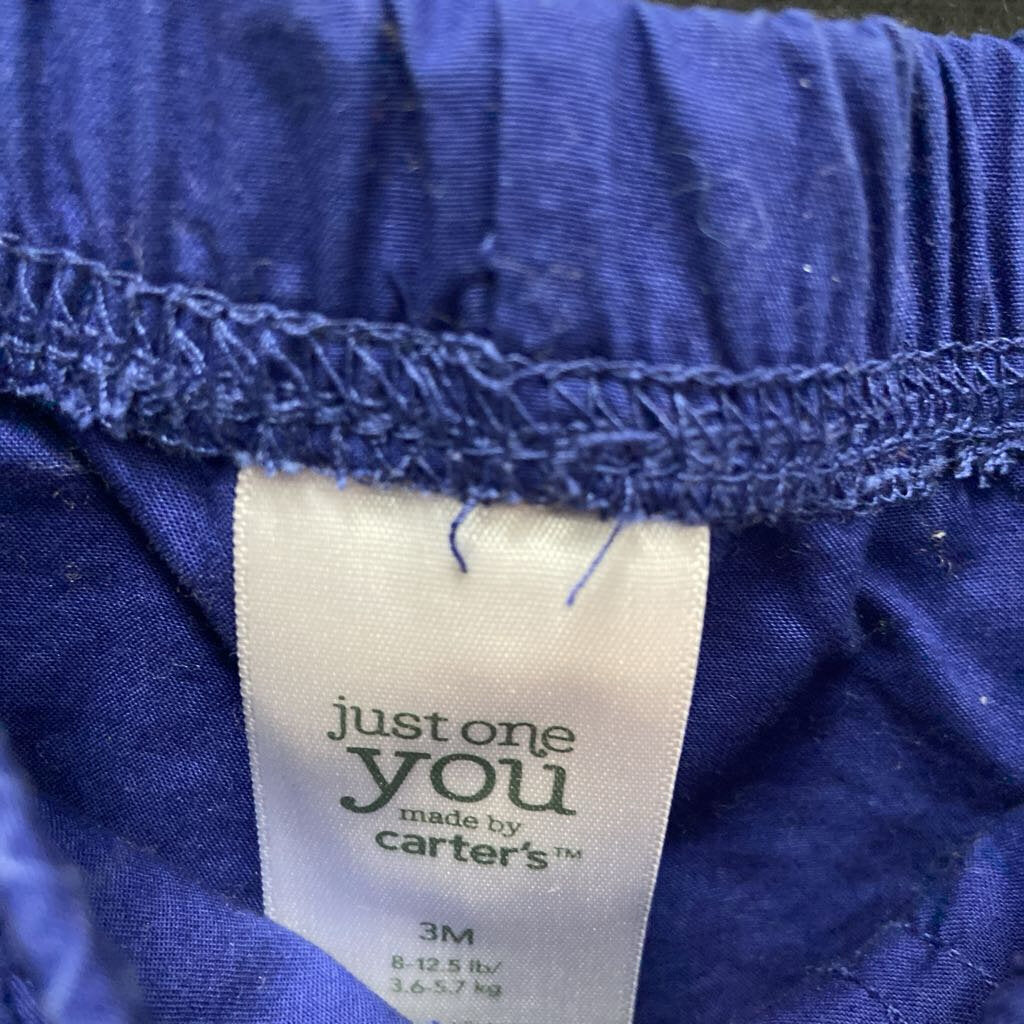 just one
you
made by
carter's™
3M
8-12.5 lb/
3.6-5.7 kg